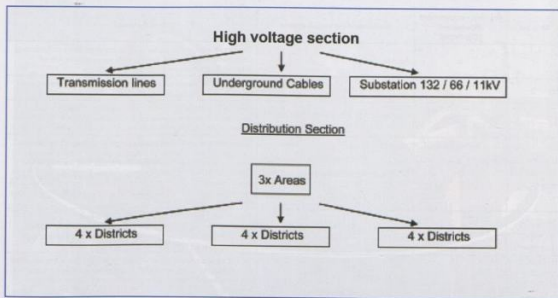 High voltage section
Transmission lines
Underground Cables
Substation 132 / 66 / 11kV
Distribution Section
3x Areas
4 x Districts
4 x Districts
4 x Districts